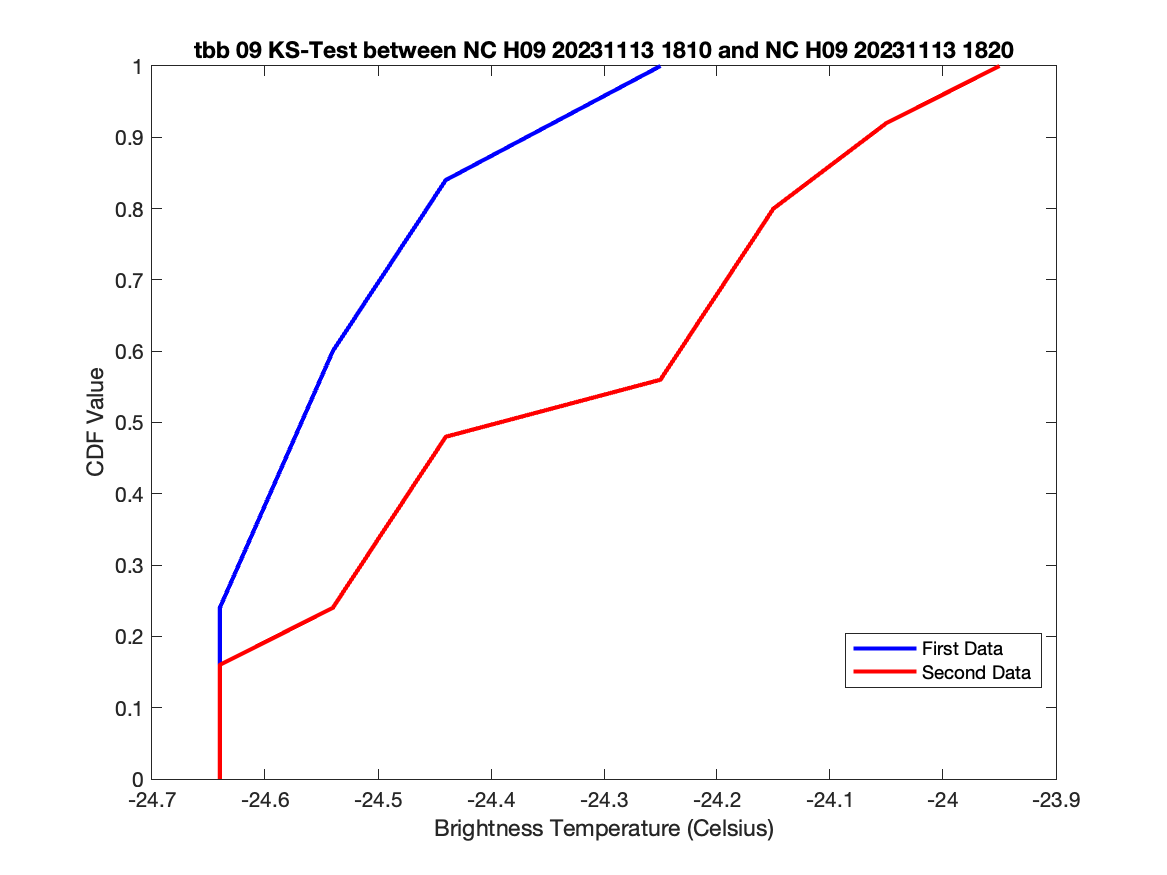 tbb 09 KS-Test between NC H09 20231113 1810 and NC H09 20231113 1820
1
0.9
0.8
0.7
0.6
0.5
0.4
0.3
0.2
0.1
0
CDF Value
First Data
Second Data
-24.7 -24.6 -24.5 -24.4 -24.3 -24.2 -24.1 -24 -23.9
Brightness Temperature (Celsius)